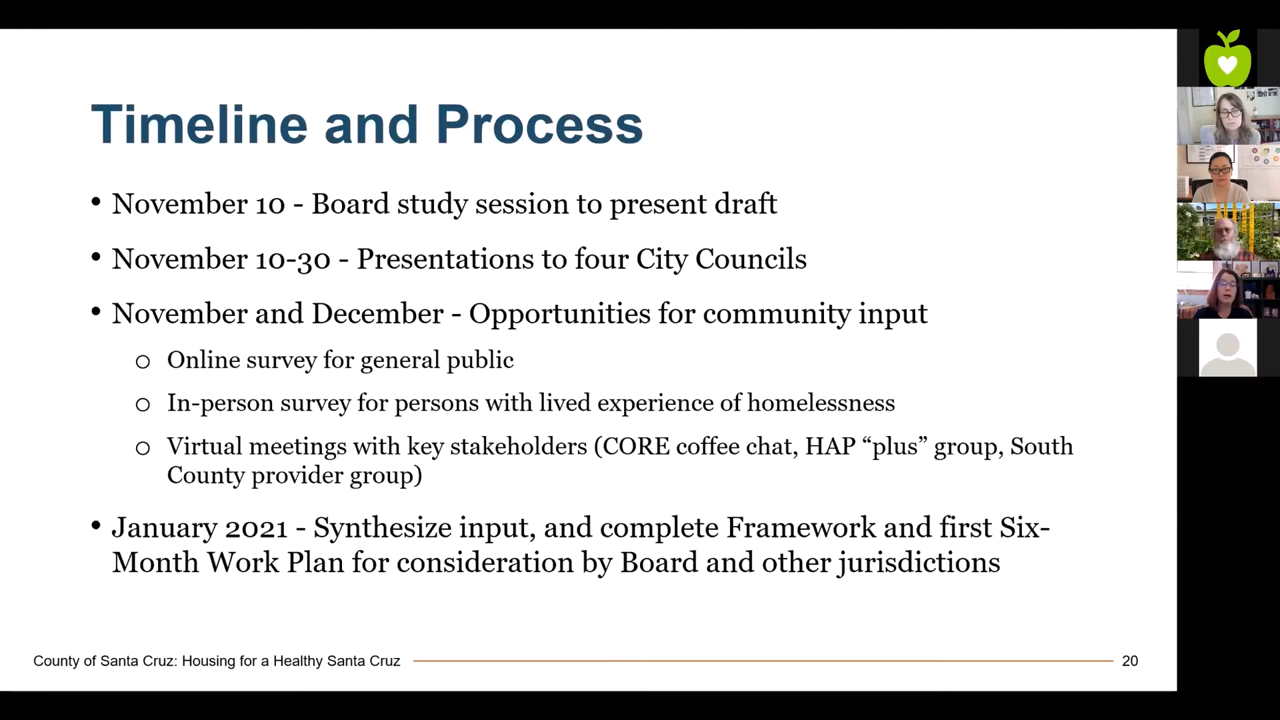 Timeline and Process
• November 10 - Board study session to present draft
• November 10-30 - Presentations to four City Councils
• November and December - Opportunities for community input
o Online survey for general public
o In-person survey for persons with lived experience of homelessness
o Virtual meetings with key stakeholders (CORE coffee chat, HAP “plus” group, South
County provider group)
• January 2021 - Synthesize input, and complete Framework and first Six-
Month Work Plan for consideration by Board and other jurisdictions
County of Santa Cruz: Housing for a Healthy Santa Cruz
20